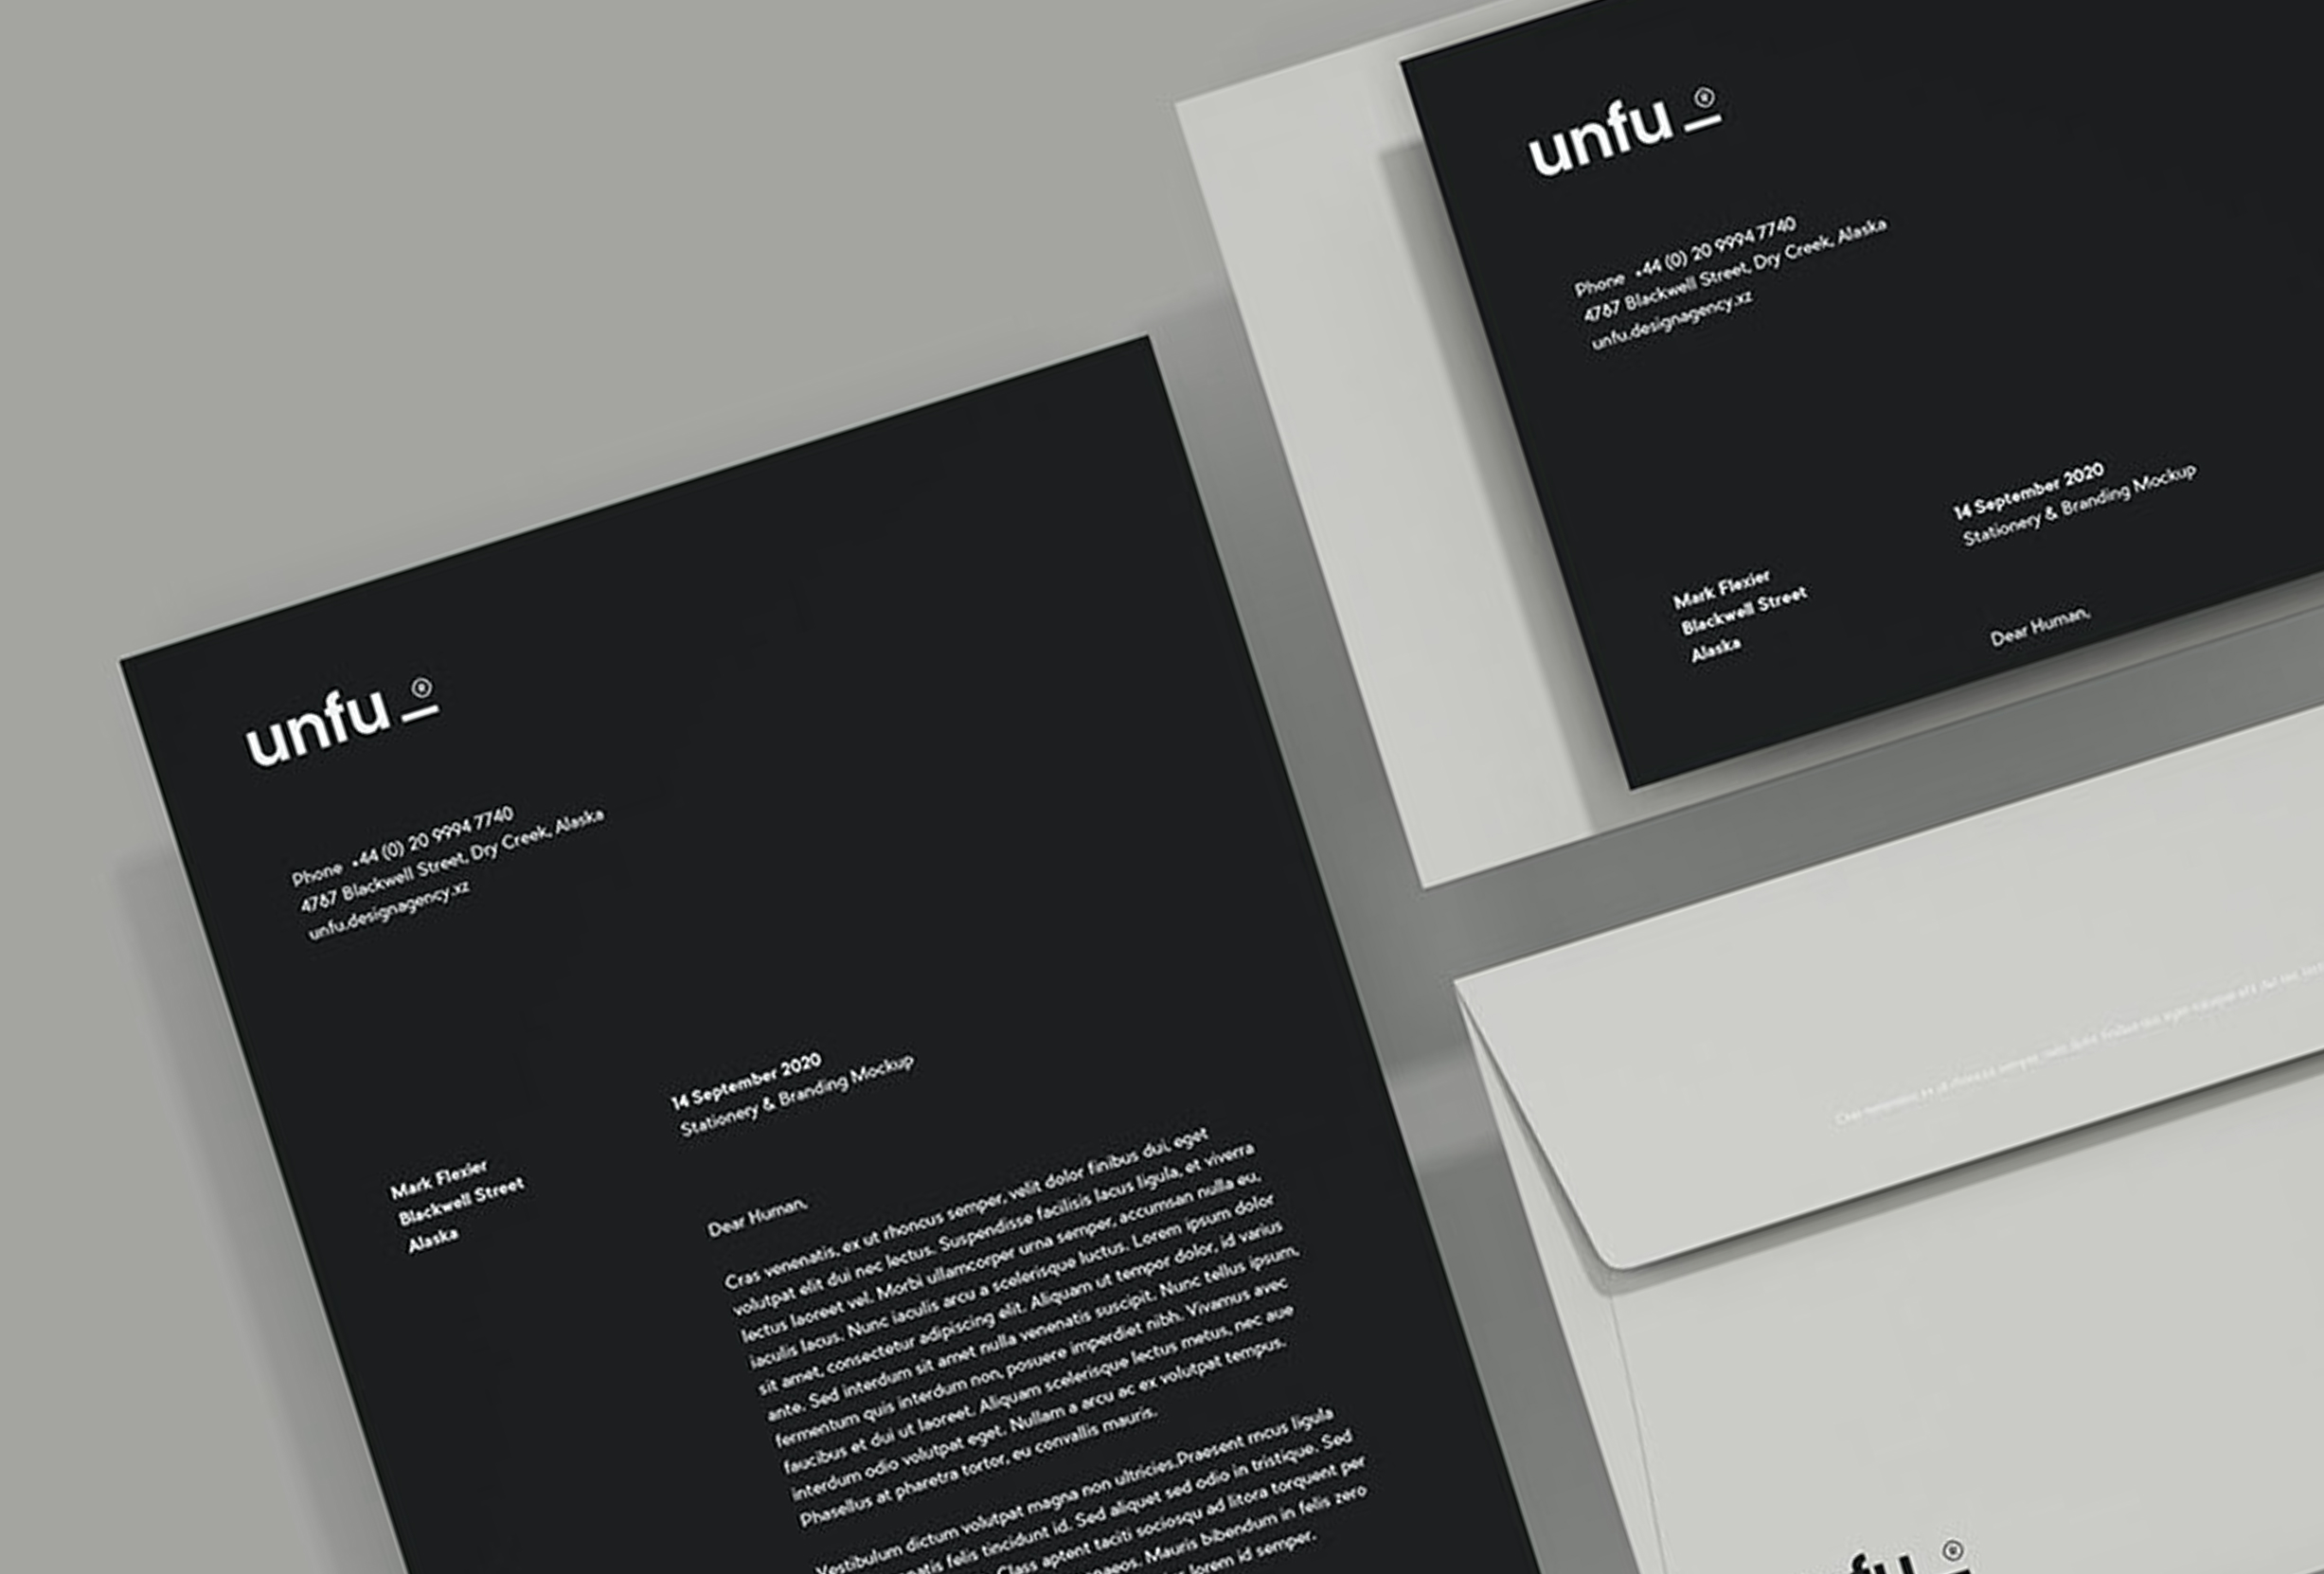 unfu_®
Phone +44 (0) 20 9994 7740
4767 Blackwell Street, Dry Creek, Alaska
unfu.designagency.xz
14 September 2020
Stationery & Branding Mockup
Mark Flexier
Blackwell Street
Alaska
Dear Human,
Cras venenatis, ex ut rhoncus semper, velit dolor finibus dui, eget
volutpat elit dui nec lectus. Suspendisse facilisis lacus ligula, et viverra
lectus laoreet vel. Morbi ullamcorper urna semper, accumsan nulla eu,
iaculis lacus. Nunc iaculis arcu a scelerisque luctus. Lorem ipsum dolor
sit amet, consectetur adipiscing elit. Aliquam ut tempor dolor, id varius
ante. Sed interdum sit amet nulla venenatis suscipit. Nunc tellus ipsum,
fermentum quis interdum non, posuere imperdiet nibh. Vivamus avec
faucibus et dui ut laoreet. Aliquam scelerisque lectus metus, nec aue
interdum odio volutpat eget. Nullam a arcu ac ex volutpat tempus.
Phasellus at pharetra tortor, eu convallis mauris.
Vestibulum dictum volutpat magna non ultricies.Praesent rncus ligula
felis tincidunt id. Sed aliquet sed odio in tristique. Sed
Class aptent taciti sociosqu ad litora torquent per
Mauris bibendum in felis zero
lorem id semper.
unfu_®
Phone +44 (0) 20 9994 7740
4767 Blackwell Street, Dry Creek, Alaska
unfu.designagency.xz
14 September 2020
Stationery & Branding Mockup
Mark Flexier
Blackwell Street
Alaska
Dear Human,